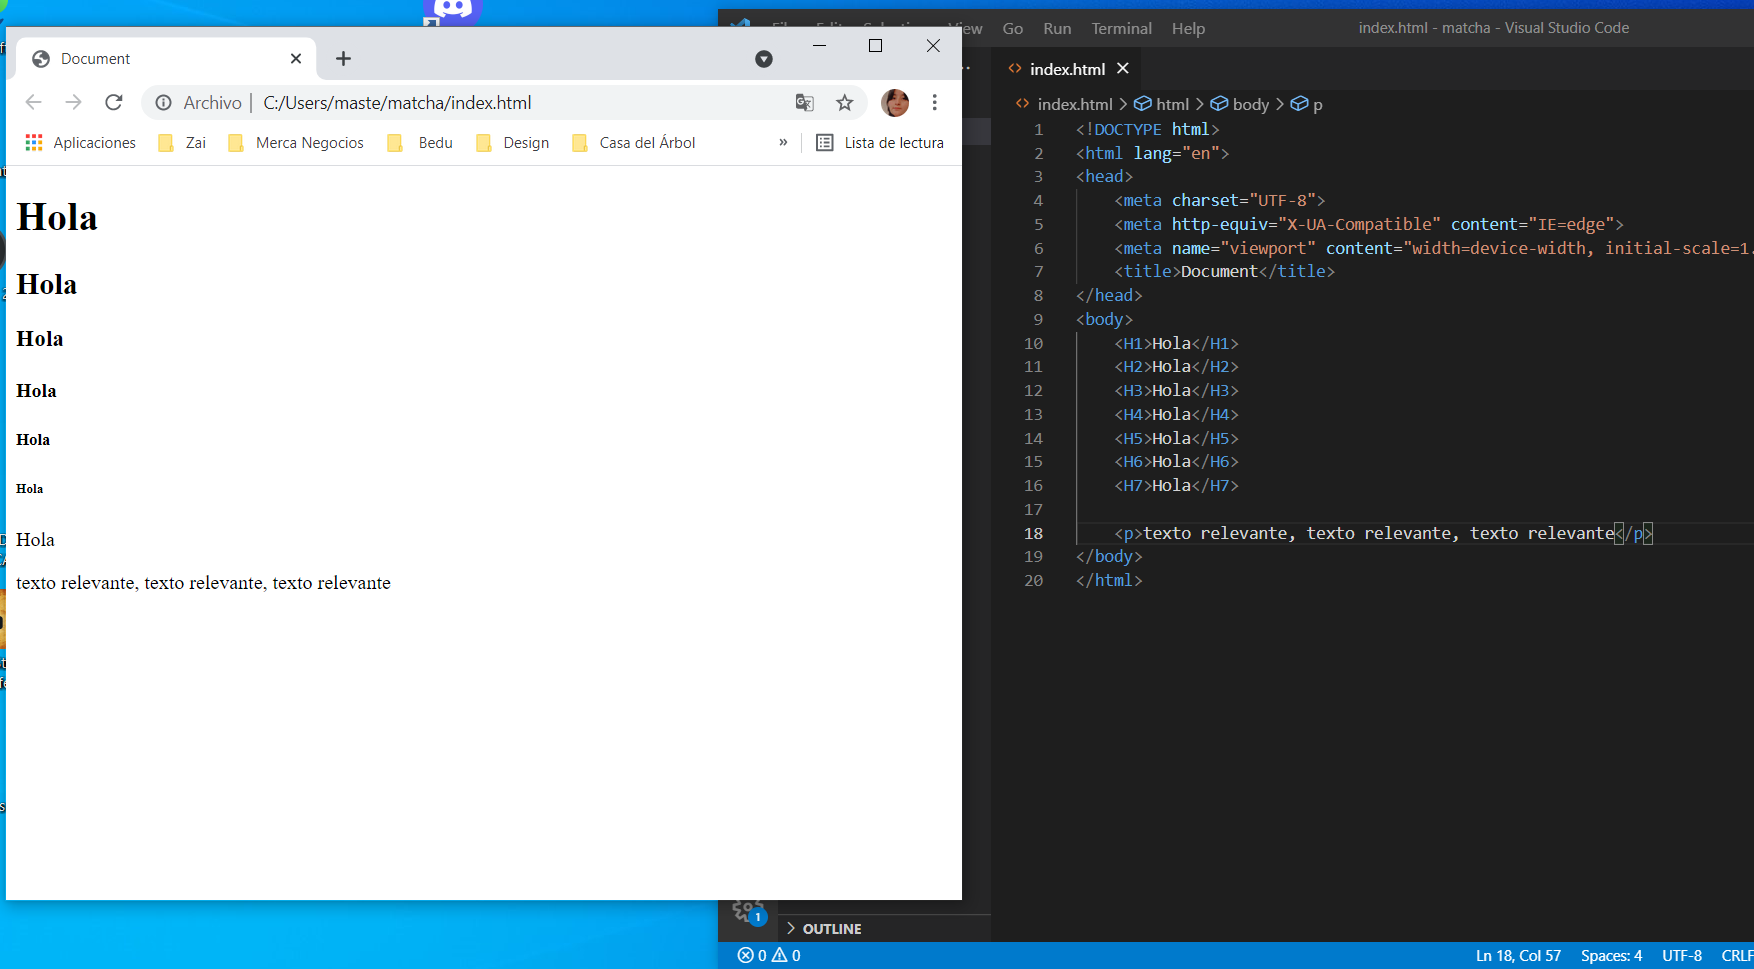 Document
Archivo | C:/Users/maste/matcha/index.html
Aplicaciones Zai Merca Negocios Bedu Design Casa del Árbol » Lista de lectura
Hola
Hola
Hola
Hola
Hola
Hola
Hola
texto relevante, texto relevante, texto relevante
Go Run Terminal Help index.html - matcha - Visual Studio Code
index.html
index.html > html > body > p
1 <!DOCTYPE html>
2 <html lang="en">
3 <head>
4 <meta charset="UTF-8">
5 <meta http-equiv="X-UA-Compatible" content="IE=edge">
6 <meta name="viewport" content="width=device-width, initial-scale=1.
7 <title>Document</title>
8 </head>
9 <body>
10 <H1>Hola</H1>
11 <H2>Hola</H2>
12 <H3>Hola</H3>
13 <H4>Hola</H4>
14 <H5>Hola</H5>
15 <H6>Hola</H6>
16 <H7>Hola</H7>
17
18 <p>texto relevante, texto relevante, texto relevante</p>
19 </body>
20 </html>
1
OUTLINE
0 0 Ln 18, Col 57 Spaces: 4 UTF-8 CRLF